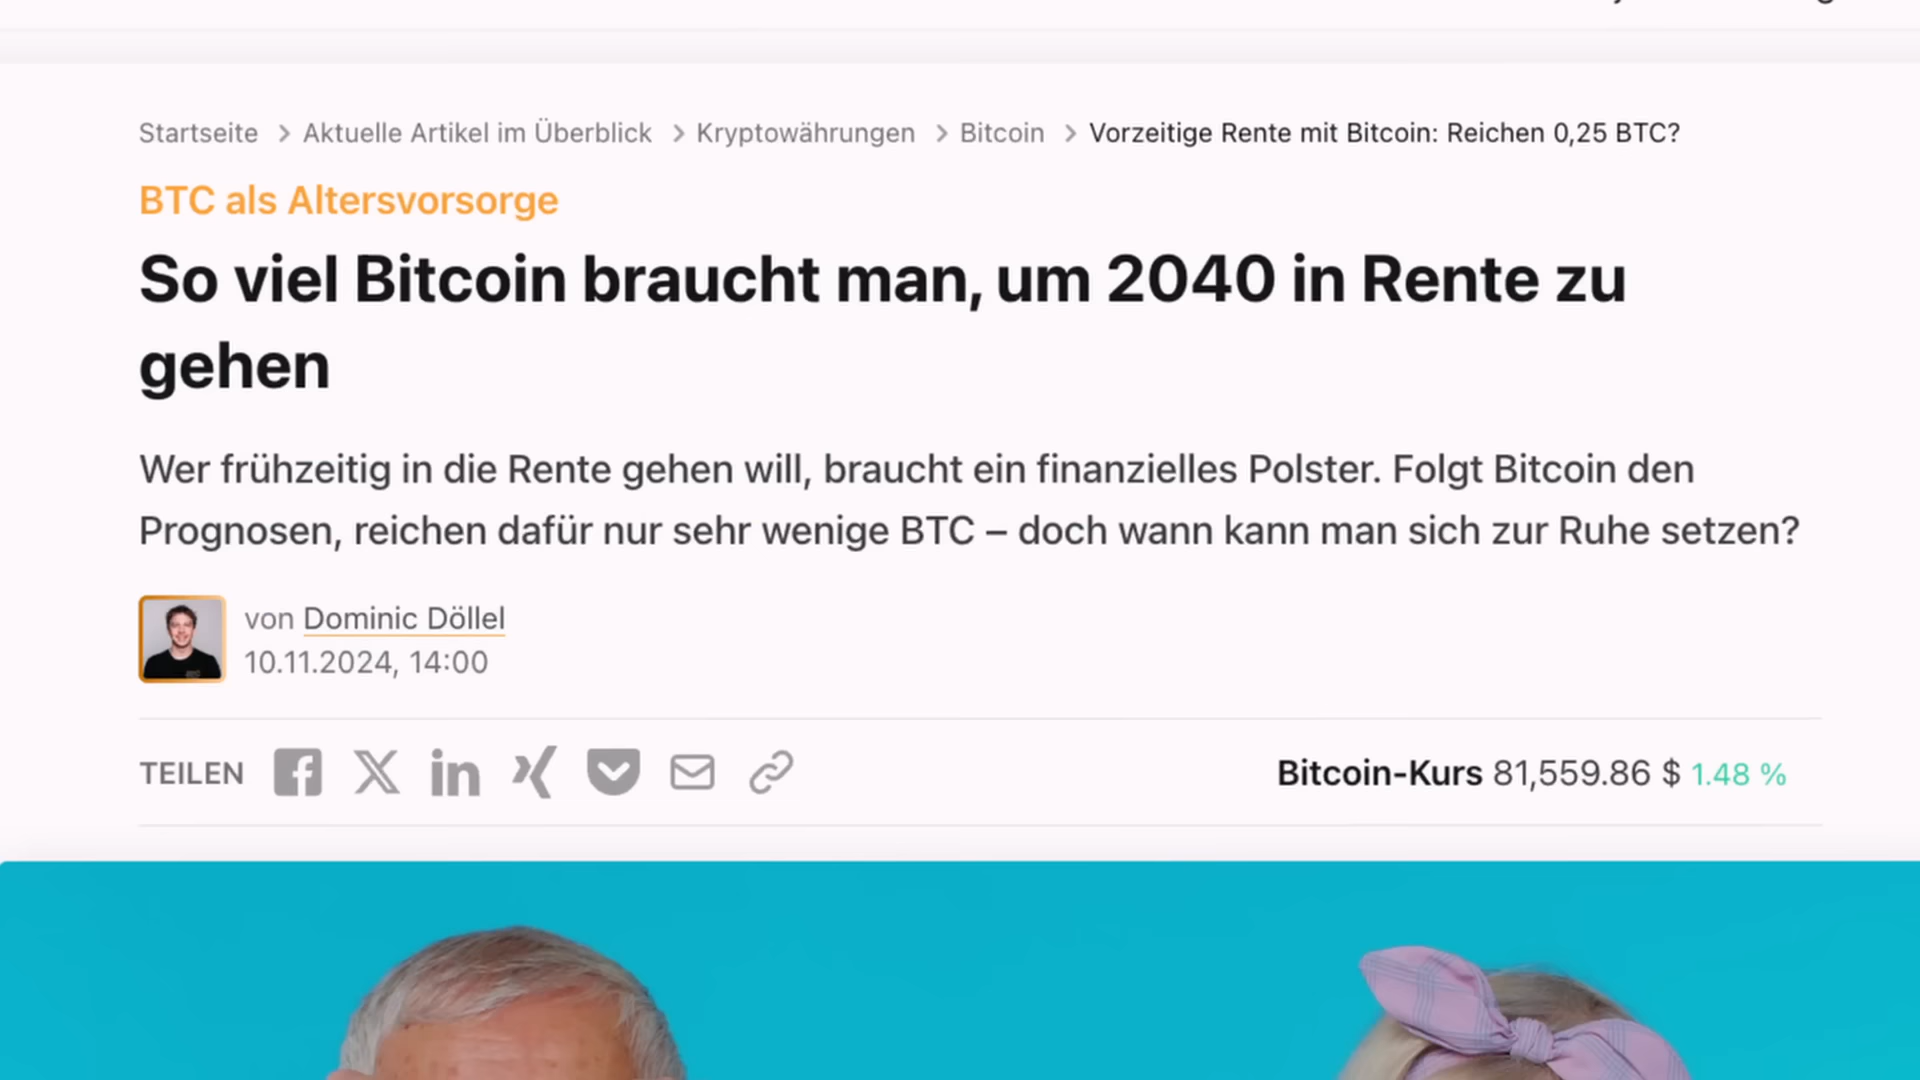 Startseite > Aktuelle Artikel im Überblick > Kryptowährungen > Bitcoin > Vorzeitige Rente mit Bitcoin: Reichen 0,25 BTC?
BTC als Altersvorsorge
So viel Bitcoin braucht man, um 2040 in Rente zu
gehen
Wer frühzeitig in die Rente gehen will, braucht ein finanzielles Polster. Folgt Bitcoin den
Prognosen, reichen dafür nur sehr wenige BTC – doch wann kann man sich zur Ruhe setzen?
von Dominic Döllel
10.11.2024, 14:00
TEILEN
Bitcoin-Kurs 81,559.86 $ 1.48 %